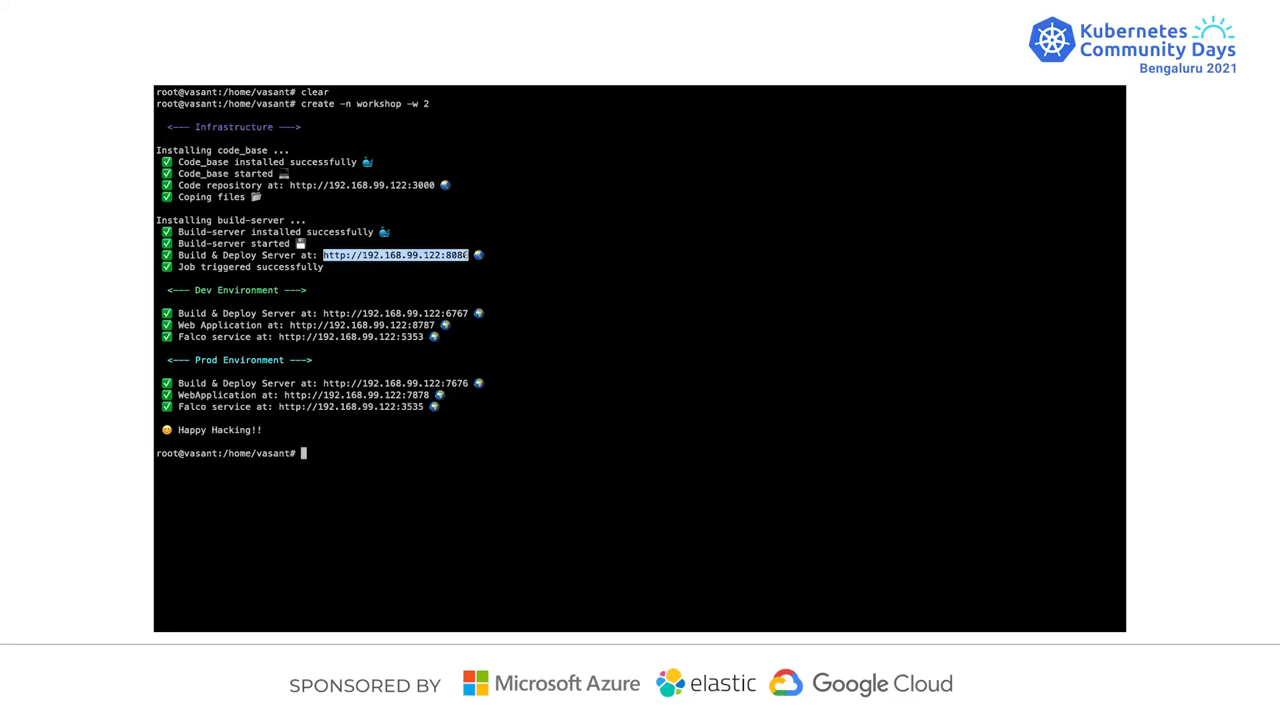 Kubernetes
Community Days
Bengaluru 2021
root@vasant:/home/vasant# clear
root@vasant:/home/vasant# create -n workshop -w 2
<--- Infrastructure --->
Installing code_base ...
Code_base installed successfully
Code_base started
Code repository at: http://192.168.99.122:3000
Coping files
Installing build-server ...
Build-server installed successfully
Build-server started
Build & Deploy Server at: http://192.168.99.122:8080
Job triggered successfully
<--- Dev Environment --->
Build & Deploy Server at: http://192.168.99.122:6767
Web Application at: http://192.168.99.122:8787
Falco service at: http://192.168.99.122:5353
<--- Prod Environment --->
Build & Deploy Server at: http://192.168.99.122:7676
WebApplication at: http://192.168.99.122:7878
Falco service at: http://192.168.99.122:3535
Happy Hacking!!
root@vasant:/home/vasant#
SPONSORED BY Microsoft Azure elastic Google Cloud